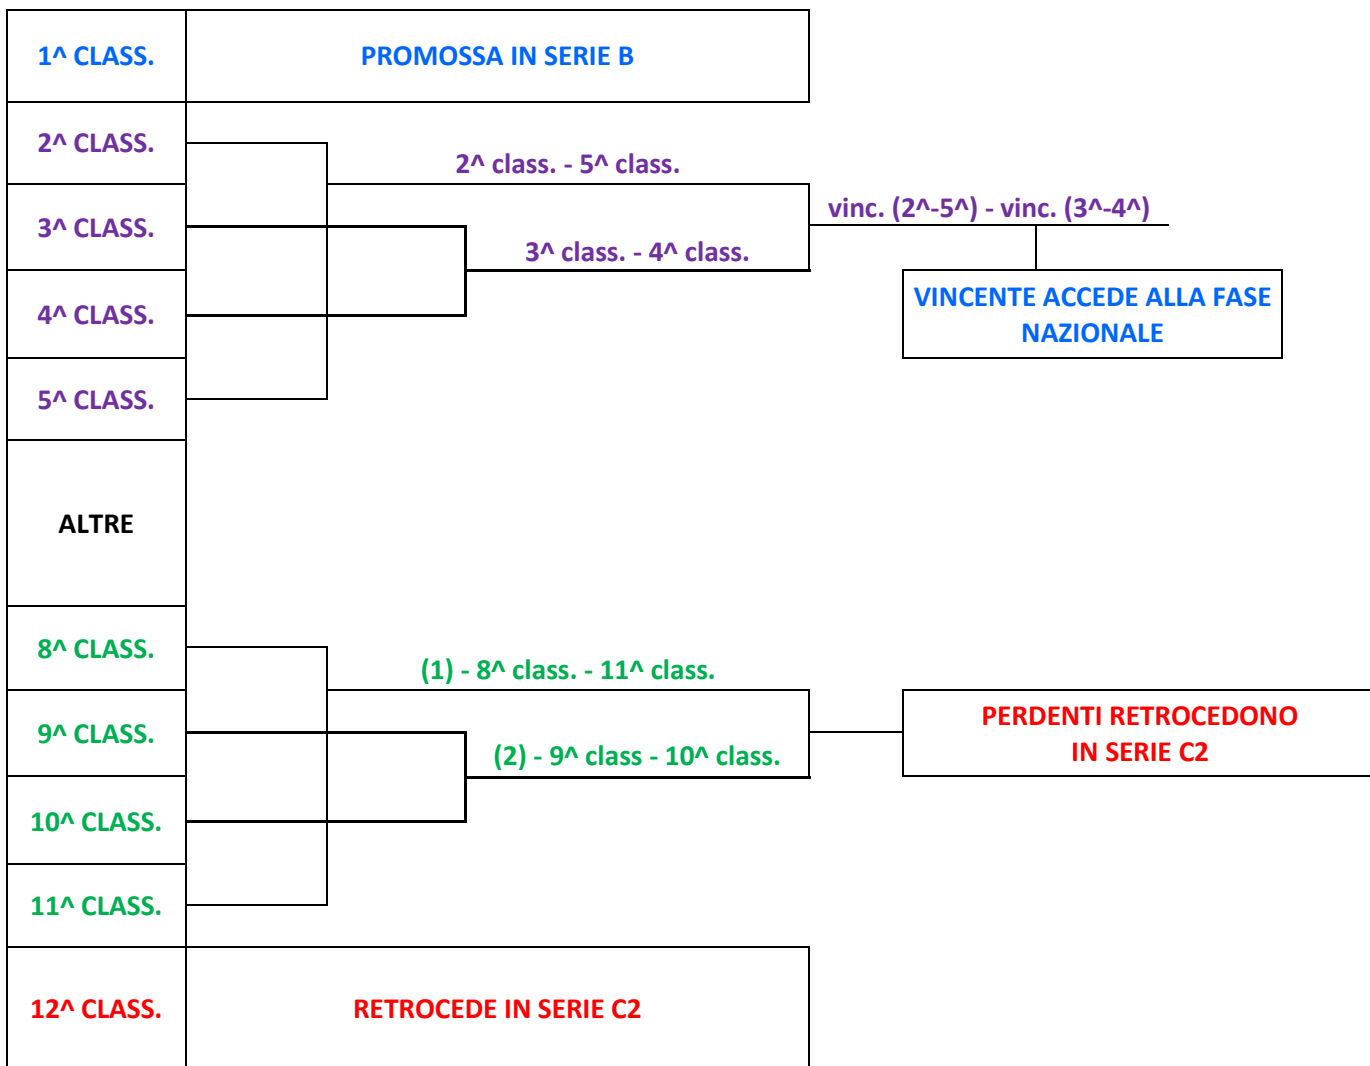 1^ CLASS.
PROMOSSA IN SERIE B
2^ CLASS.
2^ class. - 5^ class.
3^ CLASS.
vinc. (2^-5^) - vinc. (3^-4^)
3^ class. - 4^ class.
4^ CLASS.
VINCENTE ACCEDE ALLA FASE
NAZIONALE
5^ CLASS.
ALTRE
8^ CLASS.
(1) - 8^ class. - 11^ class.
9^ CLASS.
PERDENTI RETROCEDONO
IN SERIE C2
(2) - 9^ class - 10^ class.
10^ CLASS.
11^ CLASS.
12^ CLASS.
RETROCEDE IN SERIE C2